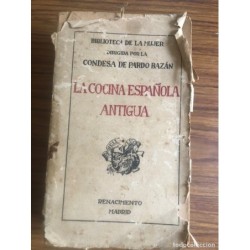 BIBLIOTECA DE LA MUJER
DIRIGIDA POR LA
CONDESA DE PARDO BAZÁN
LA COCINA ESPAÑOLA
ANTIGUA
RENACIMIENTO
MADRID